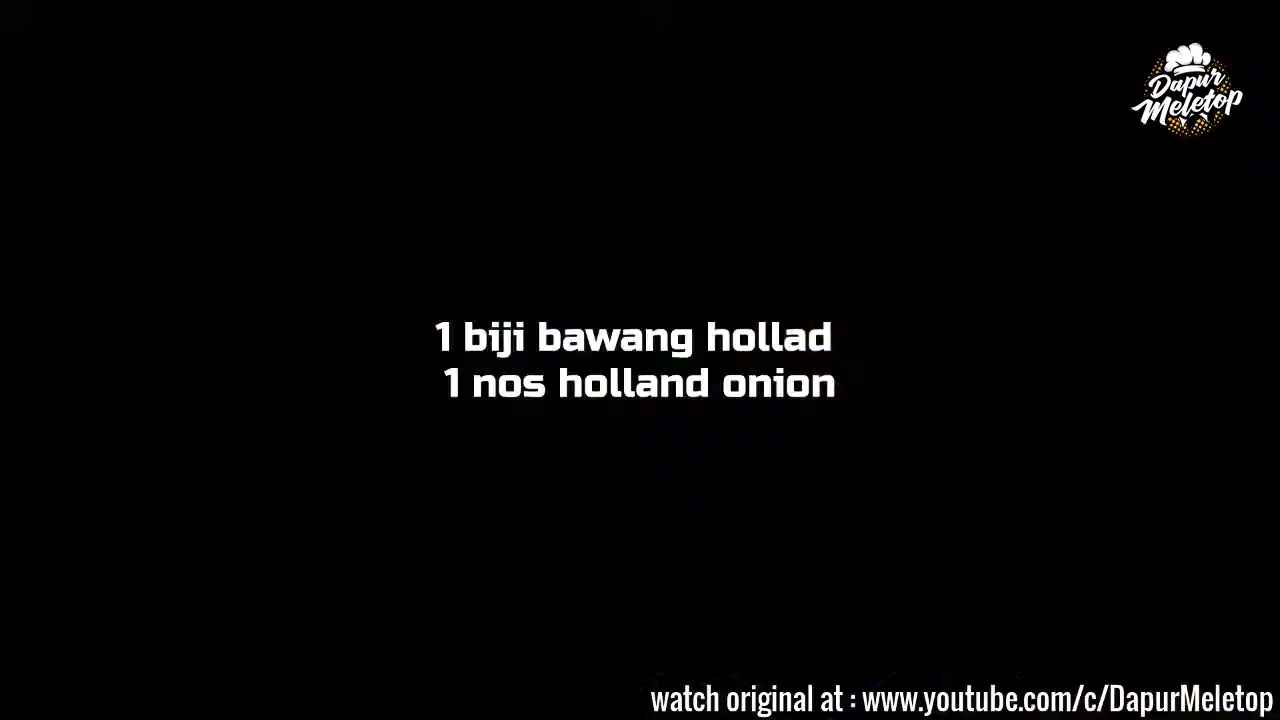 Dapur
Meletop
1 biji bawang hollad
1 nos holland onion
watch original at : www.youtube.com/c/DapurMeletop